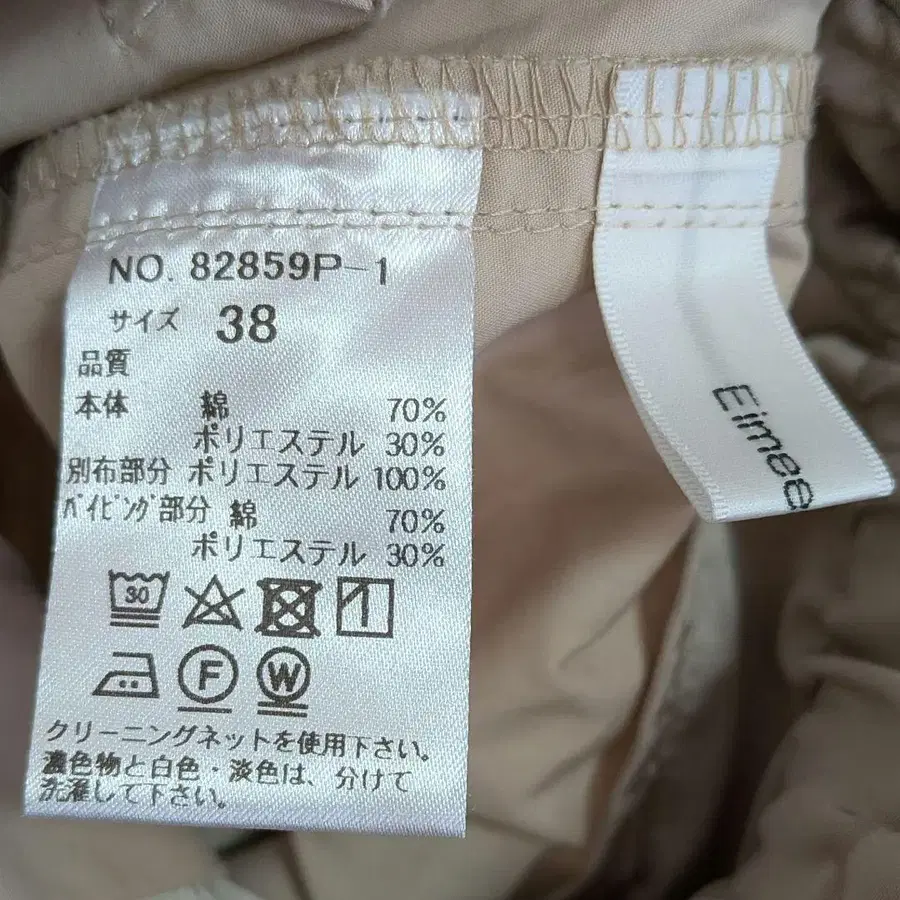 NO. 82859P-1
サイズ 38
品質
本体 綿 70%
ポリエステル 30%
別布部分 ポリエステル 100%
パイピング部分 綿 70%
ポリエステル 30%
30
1
F
W
クリーニングネットを使用下さい。
濃色物と白色・淡色は、分けて
洗濯して下さい。
Eimee